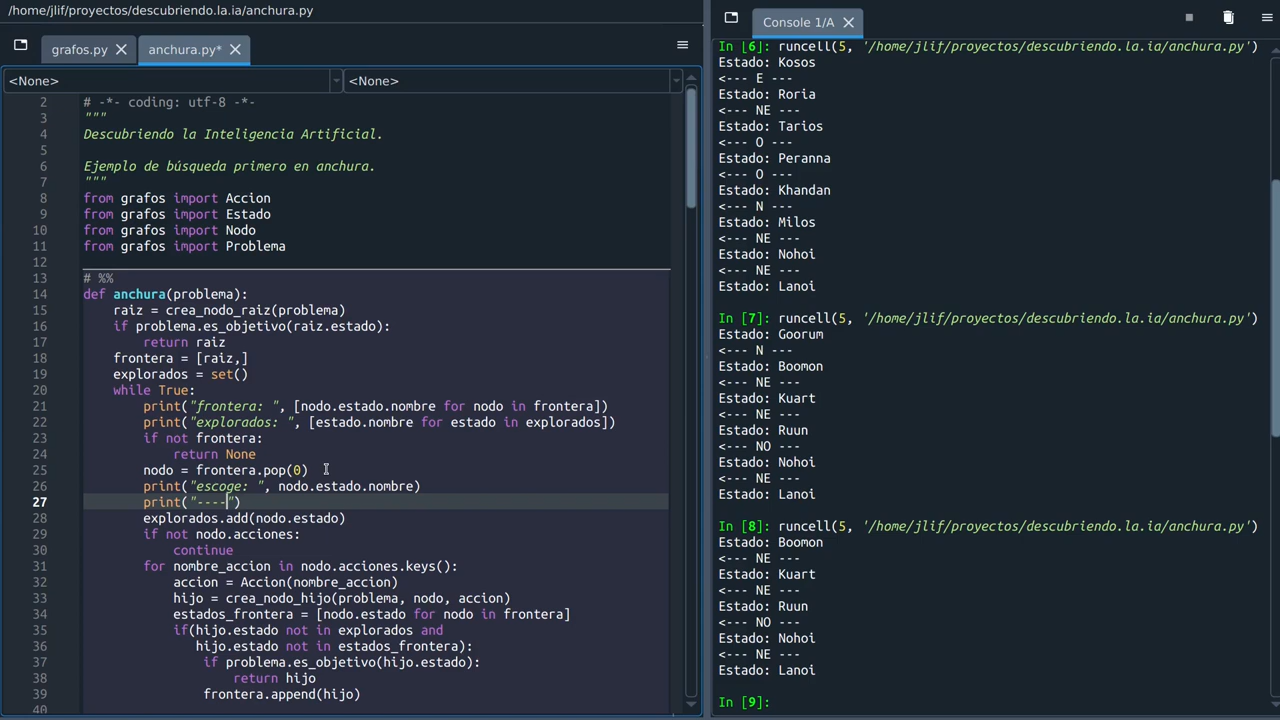 /home/jlif/proyectos/descubriendo.la.ia/anchura.py
grafos.py
anchura.py*
<None>
<None>
2 # -*- coding: utf-8 -*-
3 """
4 Descubriendo la Inteligencia Artificial.
5
6 Ejemplo de búsqueda primero en anchura.
7 """
8 from grafos import Accion
9 from grafos import Estado
10 from grafos import Nodo
11 from grafos import Problema
12
13 # %%
14 def anchura(problema):
15 raiz = crea_nodo_raiz(problema)
16 if problema.es_objetivo(raiz.estado):
17 return raiz
18 frontera = [raiz,]
19 explorados = set()
20 while True:
21 print("frontera: ", [nodo.estado.nombre for nodo in frontera])
22 print("explorados: ", [estado.nombre for estado in explorados])
23 if not frontera:
24 return None
25 nodo = frontera.pop(0)
26 print("escoge: ", nodo.estado.nombre)
27 print("----")
28 explorados.add(nodo.estado)
29 if not nodo.acciones:
30 continue
31 for nombre_accion in nodo.acciones.keys():
32 accion = Accion(nombre_accion)
33 hijo = crea_nodo_hijo(problema, nodo, accion)
34 estados_frontera = [nodo.estado for nodo in frontera]
35 if(hijo.estado not in explorados and
36 hijo.estado not in estados_frontera):
37 if problema.es_objetivo(hijo.estado):
38 return hijo
39 frontera.append(hijo)
40
Console 1/A
In [6]: runcell(5, '/home/jlif/proyectos/descubriendo.la.ia/anchura.py')
Estado: Kosos
<--- E ---
Estado: Roria
<--- NE ---
Estado: Tarios
<--- O ---
Estado: Peranna
<--- O ---
Estado: Khandan
<--- N ---
Estado: Milos
<--- NE ---
Estado: Nohoi
<--- NE ---
Estado: Lanoi
In [7]: runcell(5, '/home/jlif/proyectos/descubriendo.la.ia/anchura.py')
Estado: Goorum
<--- N ---
Estado: Boomon
<--- NE ---
Estado: Kuart
<--- NE ---
Estado: Ruun
<--- NO ---
Estado: Nohoi
<--- NE ---
Estado: Lanoi
In [8]: runcell(5, '/home/jlif/proyectos/descubriendo.la.ia/anchura.py')
Estado: Boomon
<--- NE ---
Estado: Kuart
<--- NE ---
Estado: Ruun
<--- NO ---
Estado: Nohoi
<--- NE ---
Estado: Lanoi
In [9]: